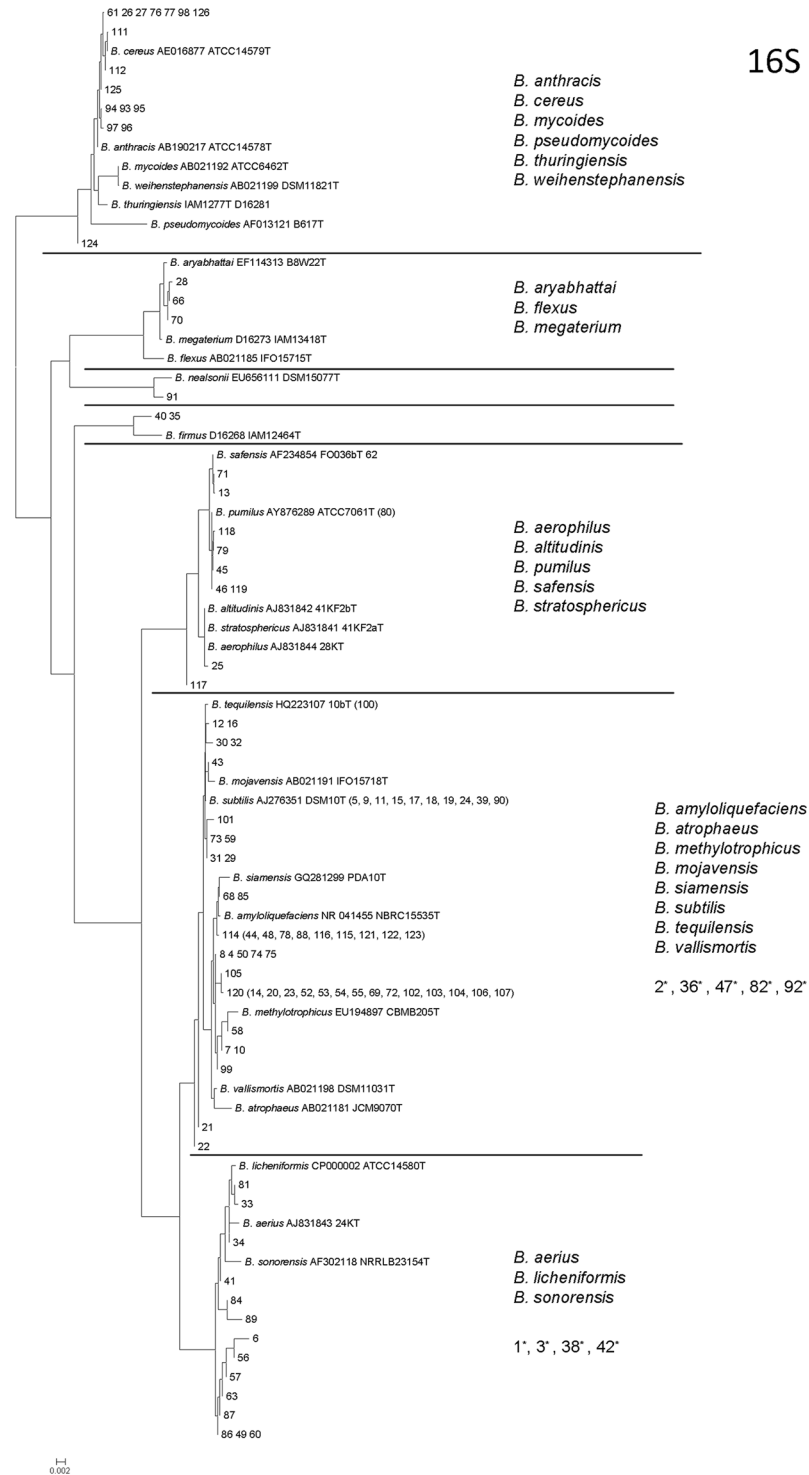 16S
61 26 27 76 77 98 126
111
B. cereus AE016877 ATCC14579T
112
125
94 93 95
97 96
B. anthracis AB190217 ATCC14578T
B. mycoides AB021192 ATCC6462T
B. weihenstephanensis AB021199 DSM11821T
B. thuringiensis IAM1277T D16281
B. pseudomycoides AF013121 B617T
124
B. anthracis
B. cereus
B. mycoides
B. pseudomycoides
B. thuringiensis
B. weihenstephanensis
B. aryabhattai EF114313 B8W22T
28
66
70
B. megaterium D16273 IAM13418T
B. flexus AB021185 IFO15715T
B. aryabhattai
B. flexus
B. megaterium
B. nealsonii EU656111 DSM15077T
91
40 35
B. firmus D16268 IAM12464T
B. safensis AF234854 FO036bT 62
71
13
B. pumilus AY876289 ATCC7061T (80)
118
79
45
46 119
B. altitudinis AJ831842 41KF2bT
B. stratosphericus AJ831841 41KF2aT
B. aerophilus AJ831844 28KT
25
117
B. aerophilus
B. altitudinis
B. pumilus
B. safensis
B. stratosphericus
B. tequilensis HQ223107 10bT (100)
12 16
30 32
43
B. mojavensis AB021191 IFO15718T
B. subtilis AJ276351 DSM10T (5, 9, 11, 15, 17, 18, 19, 24, 39, 90)
101
73 59
31 29
B. siamensis GQ281299 PDA10T
68 85
B. amyloliquefaciens NR 041455 NBRC15535T
114 (44, 48, 78, 88, 116, 115, 121, 122, 123)
8 4 50 74 75
105
120 (14, 20, 23, 52, 53, 54, 55, 69, 72, 102, 103, 104, 106, 107)
B. methylotrophicus EU194897 CBMB205T
58
7 10
99
B. vallismortis AB021198 DSM11031T
B. atrophaeus AB021181 JCM9070T
21
22
B. amyloliquefaciens
B. atrophaeus
B. methylotrophicus
B. mojavensis
B. siamensis
B. subtilis
B. tequilensis
B. vallismortis
2*, 36*, 47*, 82*, 92*
B. licheniformis CP000002 ATCC14580T
81
33
B. aerius AJ831843 24KT
34
B. sonorensis AF302118 NRRLB23154T
41
84
89
6
56
57
63
87
86 49 60
B. aerius
B. licheniformis
B. sonorensis
1*, 3*, 38*, 42*
0.002